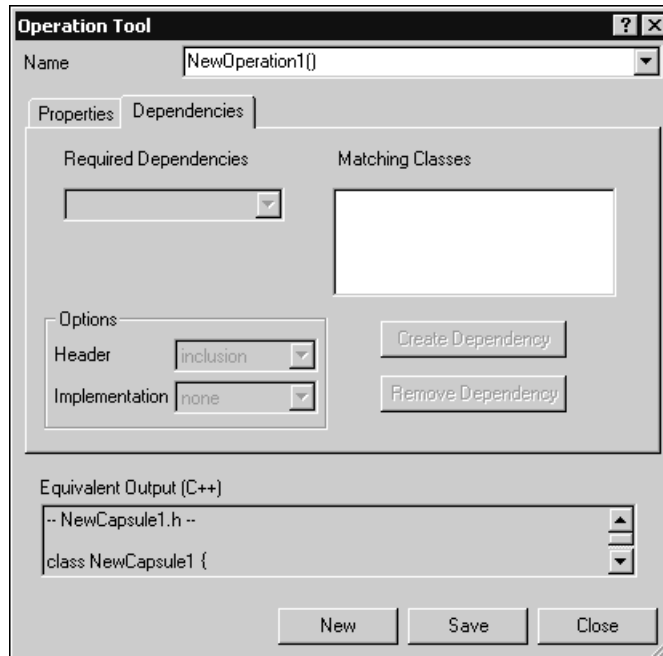 Operation Tool
Name NewOperation1()
Properties Dependencies
Required Dependencies Matching Classes
Options
Header inclusion
Implementation none
Create Dependency
Remove Dependency
Equivalent Output (C++)
-- NewCapsule1.h --
class NewCapsule1 {
New Save Close